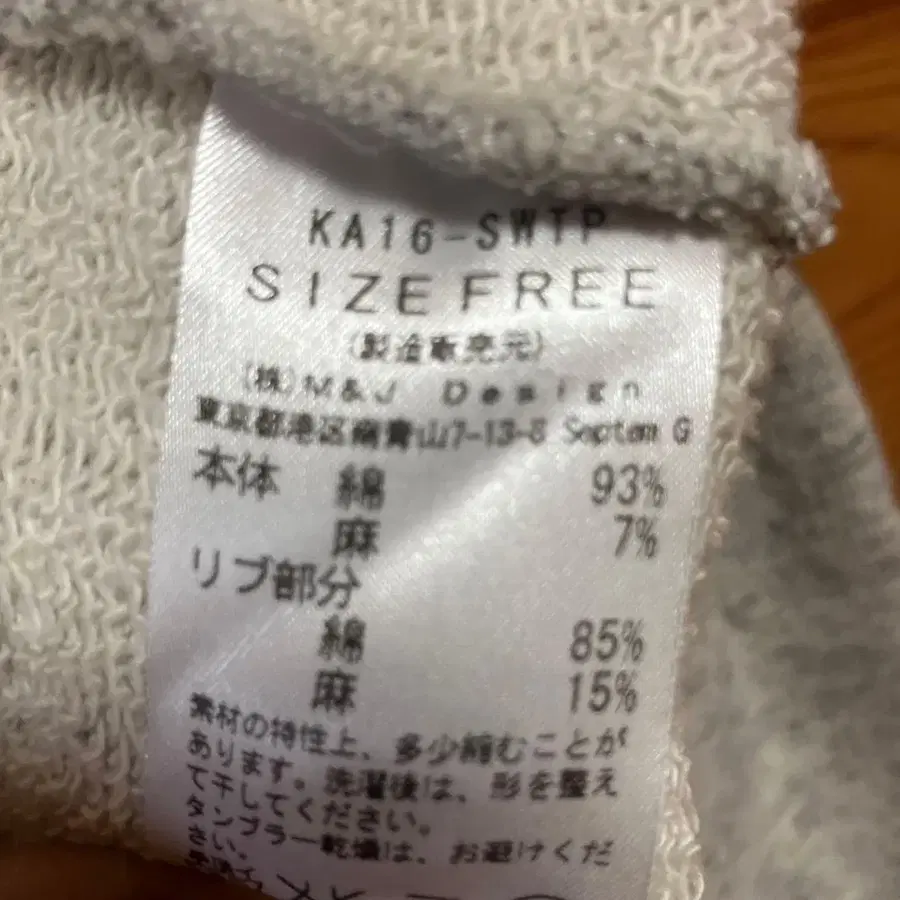 KA16-SWTP
SIZE FREE
(製造販売元)
(株)M&J Design
東京都港区南青山7-13-8 Septem G
本体 綿 93%
麻 7%
リブ部分
綿 85%
麻 15%
素材の特性上、多少縮むことが
あります。洗濯後は、形を整え
て干してください。
タンブラー乾燥は、お避けくだ
さい。